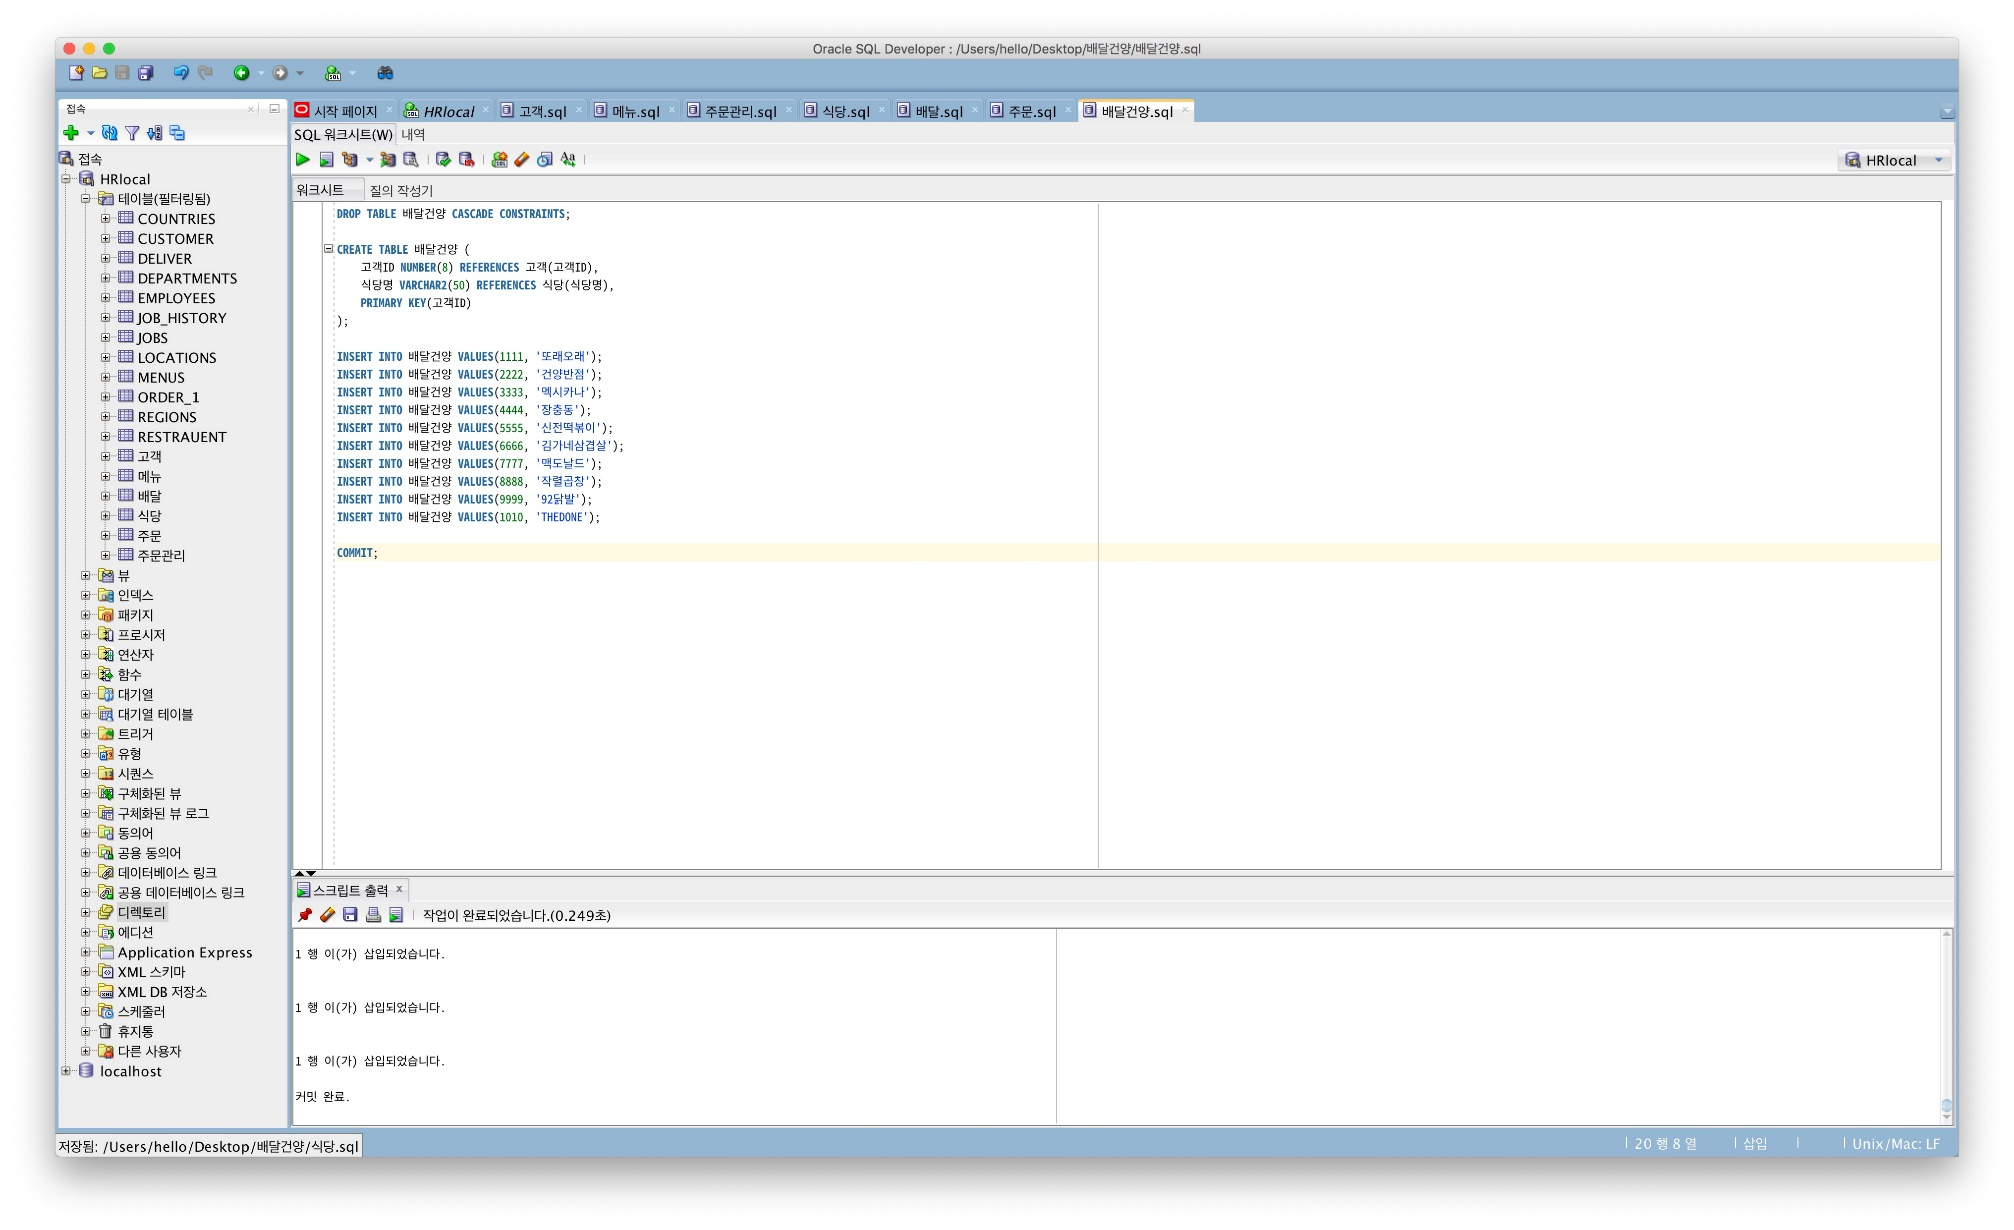 Oracle SQL Developer : /Users/hello/Desktop/배달건양/배달건양.sql
접속
시작 페이지
HRlocal
고객.sql
메뉴.sql
주문관리.sql
식당.sql
배달.sql
주문.sql
배달건양.sql
SQL 워크시트(W) 내역
HRlocal
워크시트 질의 작성기
접속
HRlocal
테이블(필터링됨)
COUNTRIES
CUSTOMER
DELIVER
DEPARTMENTS
EMPLOYEES
JOB_HISTORY
JOBS
LOCATIONS
MENUS
ORDER_1
REGIONS
RESTRAUENT
고객
메뉴
배달
식당
주문
주문관리
뷰
인덱스
패키지
프로시저
연산자
함수
대기열
대기열 테이블
트리거
유형
시퀀스
구체화된 뷰
구체화된 뷰 로그
동의어
공용 동의어
데이터베이스 링크
공용 데이터베이스 링크
디렉토리
에디션
Application Express
XML 스키마
XML DB 저장소
스케줄러
휴지통
다른 사용자
localhost
DROP TABLE 배달건양 CASCADE CONSTRAINTS;
CREATE TABLE 배달건양 (
고객ID NUMBER(8) REFERENCES 고객(고객ID),
식당명 VARCHAR2(50) REFERENCES 식당(식당명),
PRIMARY KEY(고객ID)
);
INSERT INTO 배달건양 VALUES(1111, '또래오래');
INSERT INTO 배달건양 VALUES(2222, '건양반점');
INSERT INTO 배달건양 VALUES(3333, '멕시카나');
INSERT INTO 배달건양 VALUES(4444, '장충동');
INSERT INTO 배달건양 VALUES(5555, '신전떡볶이');
INSERT INTO 배달건양 VALUES(6666, '김가네삼겹살');
INSERT INTO 배달건양 VALUES(7777, '맥도날드');
INSERT INTO 배달건양 VALUES(8888, '작렬곱창');
INSERT INTO 배달건양 VALUES(9999, '92닭발');
INSERT INTO 배달건양 VALUES(1010, 'THEDONE');
COMMIT;
스크립트 출력
작업이 완료되었습니다.(0.249초)
1 행 이(가) 삽입되었습니다.
1 행 이(가) 삽입되었습니다.
1 행 이(가) 삽입되었습니다.
커밋 완료.
저장됨: /Users/hello/Desktop/배달건양/식당.sql
20 행 8 열
삽입
Unix/Mac: LF